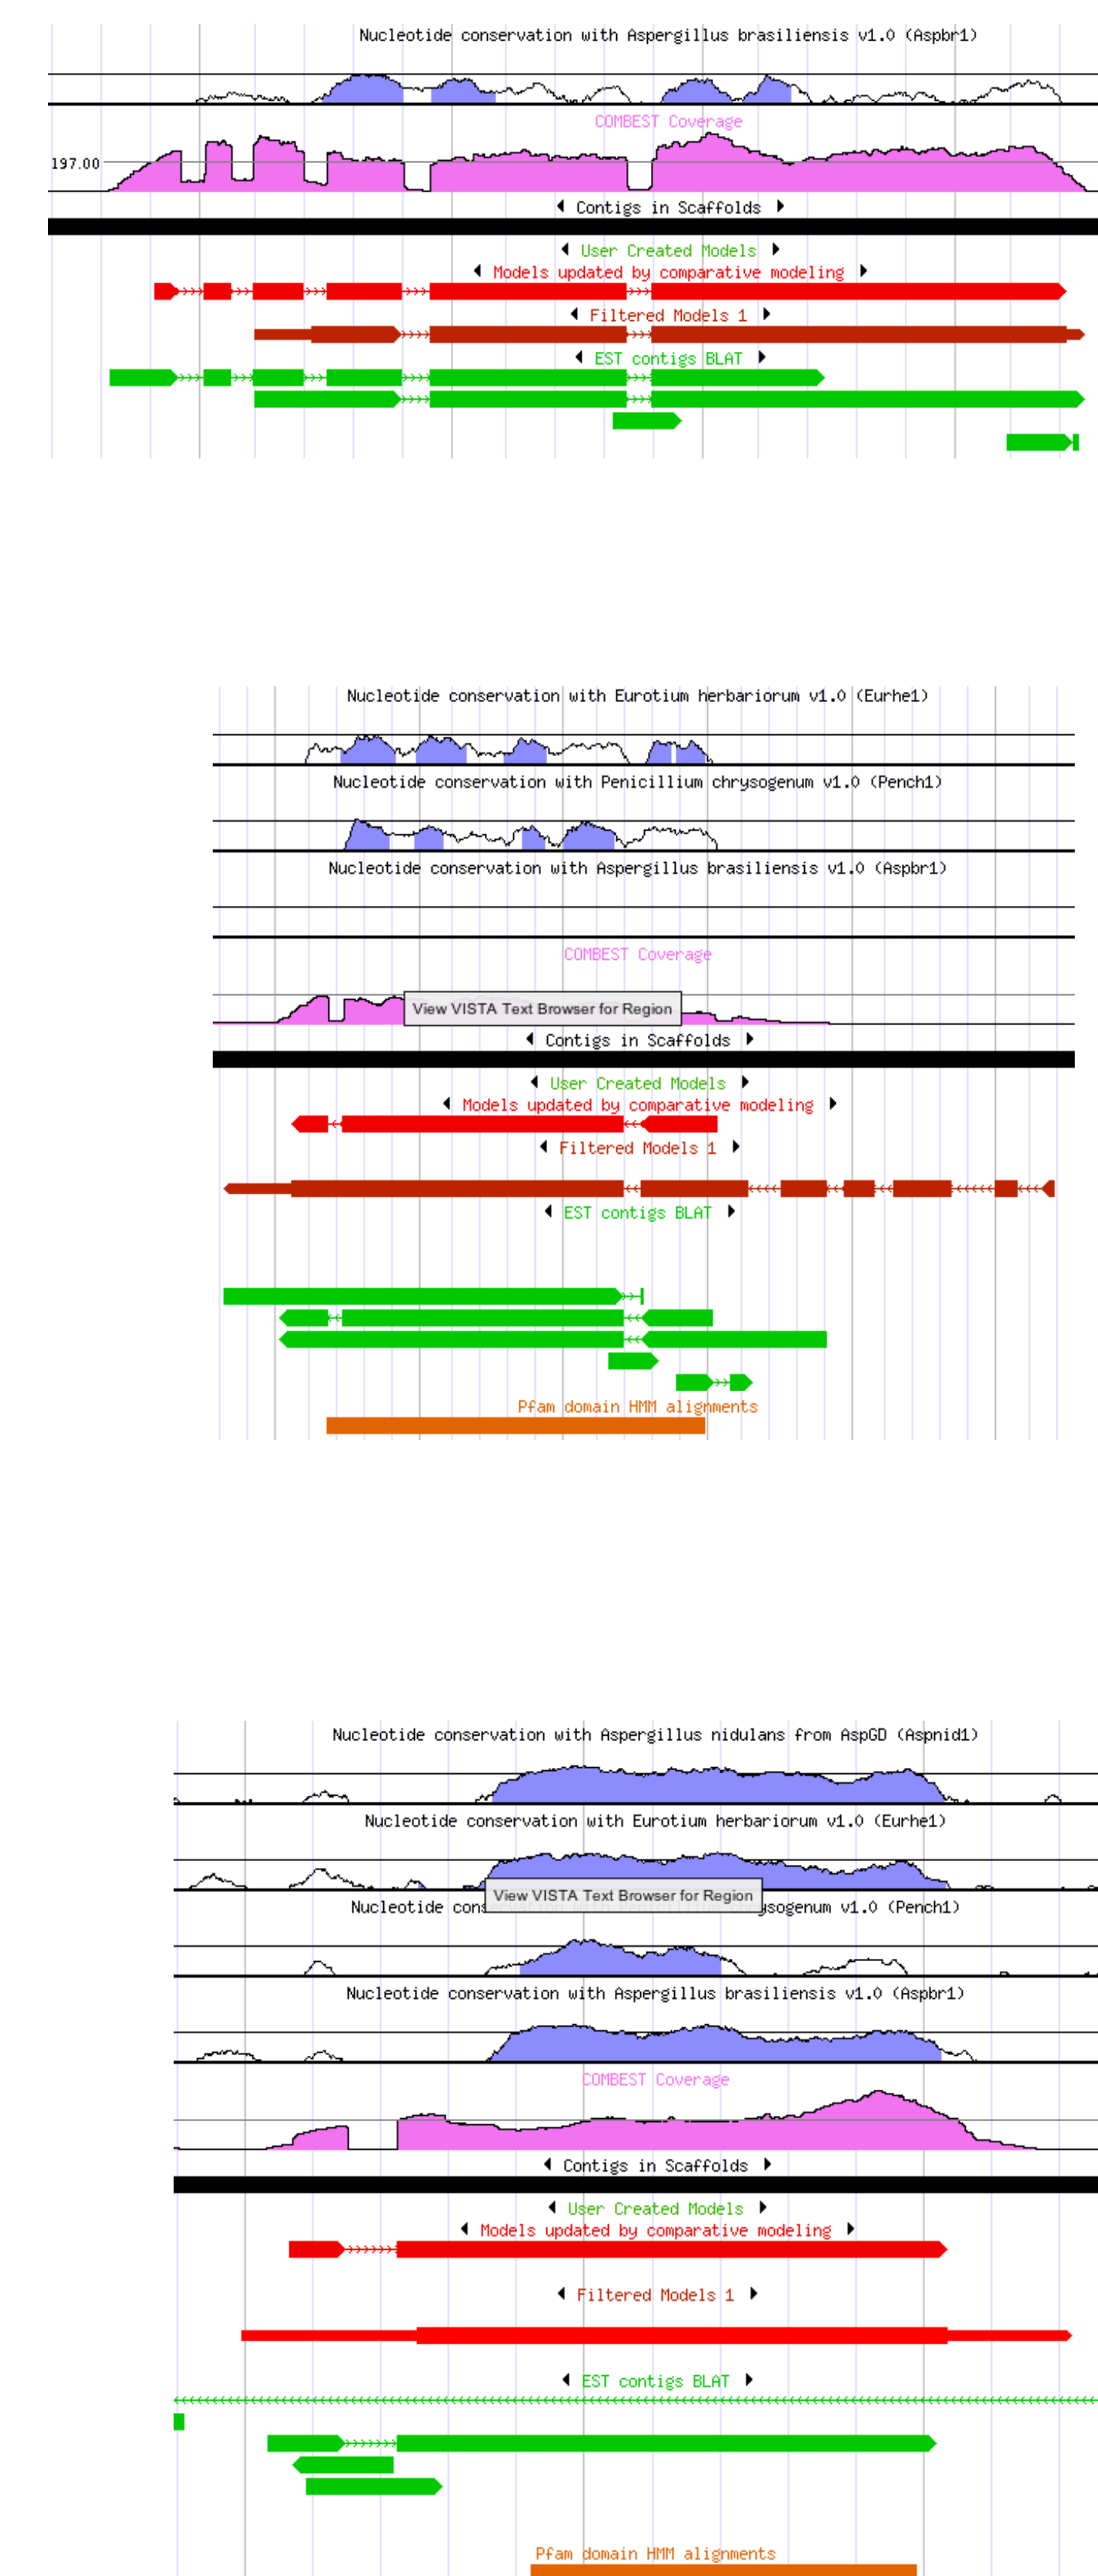 Nucleotide conservation with Aspergillus brasiliensis v1.0 (Aspbr1)
COMBEST Coverage
197.00
Contigs in Scaffolds
User Created Models
Models updated by comparative modeling
Filtered Models 1
EST contigs BLAT
Nucleotide conservation with Eurotium herbariorum v1.0 (Eurhe1)
Nucleotide conservation with Penicillium chrysogenum v1.0 (Pench1)
Nucleotide conservation with Aspergillus brasiliensis v1.0 (Aspbr1)
COMBEST Coverage
View VISTA Text Browser for Region
Contigs in Scaffolds
User Created Models
Models updated by comparative modeling
Filtered Models 1
EST contigs BLAT
Pfam domain HMM alignments
Nucleotide conservation with Aspergillus nidulans from AspGD (Aspnid1)
Nucleotide conservation with Eurotium herbariorum v1.0 (Eurhe1)
View VISTA Text Browser for Region
Nucleotide cons ysogenum v1.0 (Pench1)
Nucleotide conservation with Aspergillus brasiliensis v1.0 (Aspbr1)
COMBEST Coverage
Contigs in Scaffolds
User Created Models
Models updated by comparative modeling
Filtered Models 1
EST contigs BLAT
Pfam domain HMM alignments